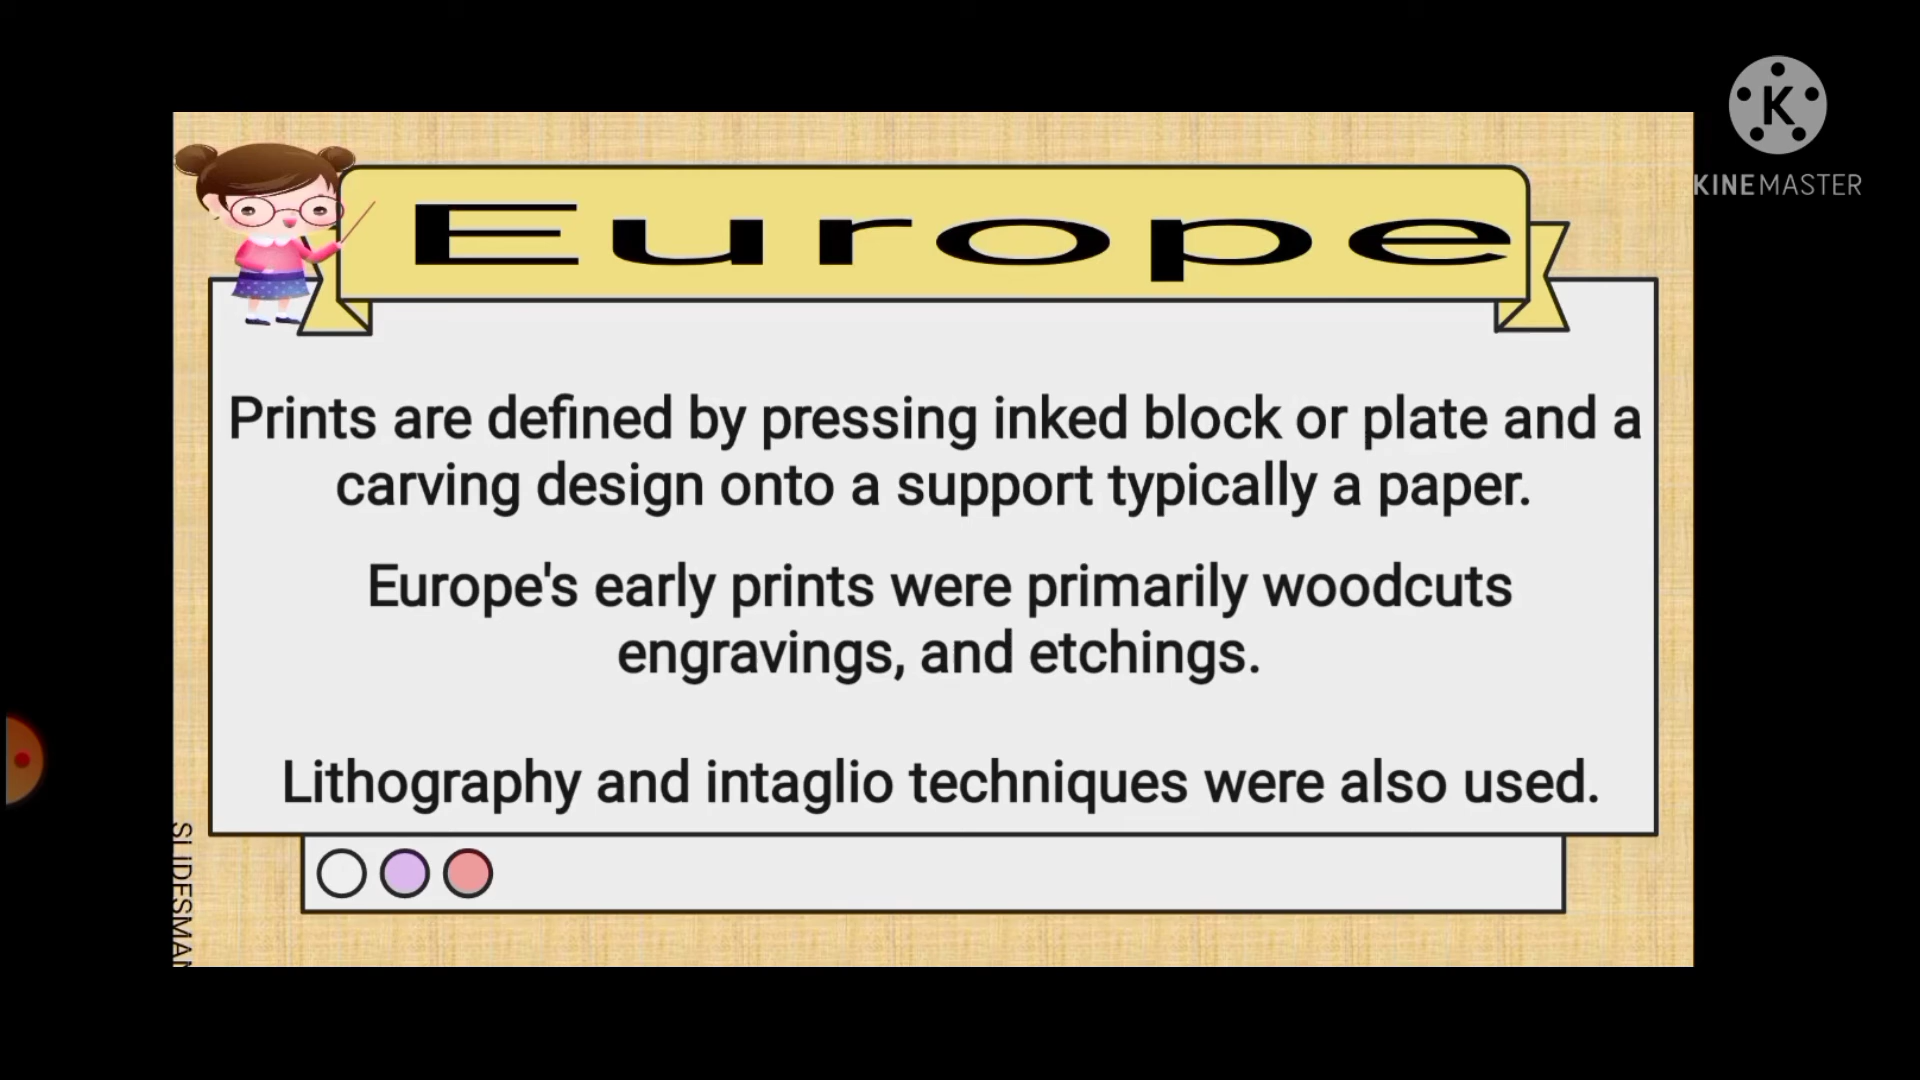 K
KINEMASTER
Europe
Prints are defined by pressing inked block or plate and a
carving design onto a support typically a paper.
Europe's early prints were primarily woodcuts
engravings, and etchings.
Lithography and intaglio techniques were also used.
SLIDESMAN